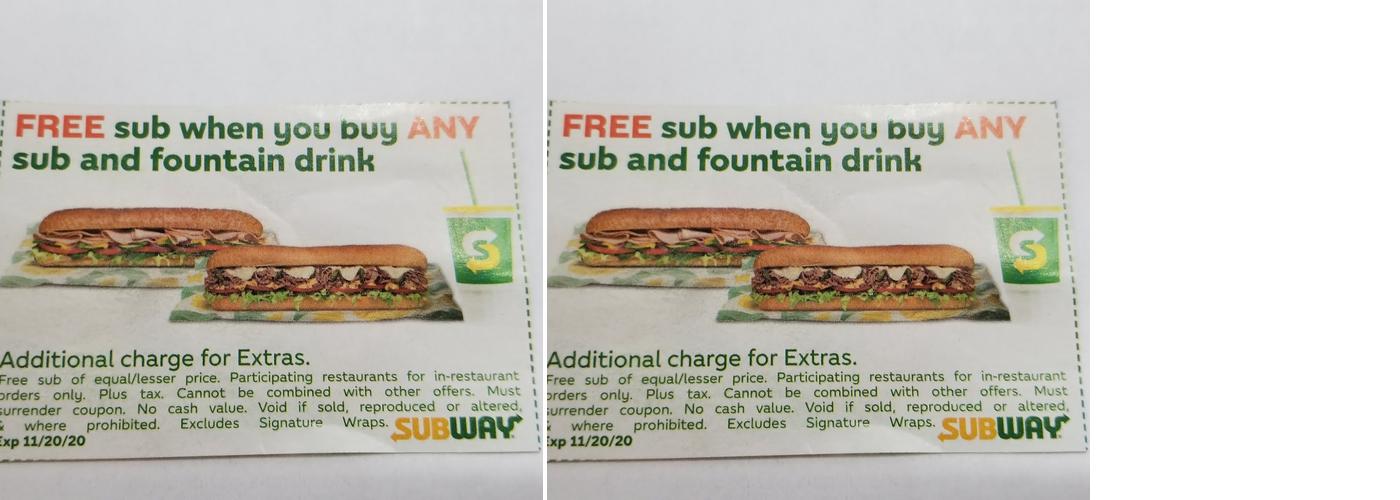 FREE sub when you buy ANY
sub and fountain drink
Additional charge for Extras.
Free sub of equal/lesser price. Participating restaurants for in-restaurant
orders only. Plus tax. Cannot be combined with other offers. Must
surrender coupon. No cash value. Void if sold, reproduced or altered,
& where prohibited. Excludes Signature Wraps.
SUBWAY
Exp 11/20/20
FREE sub when you buy ANY
sub and fountain drink
Additional charge for Extras.
Free sub of equal/lesser price. Participating restaurants for in-restaurant
orders only. Plus tax. Cannot be combined with other offers. Must
surrender coupon. No cash value. Void if sold, reproduced or altered,
& where prohibited. Excludes Signature Wraps.
SUBWAY
Exp 11/20/20